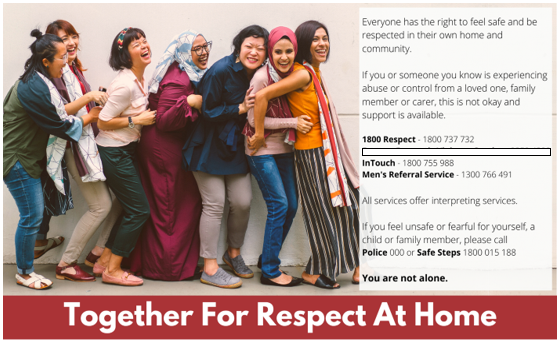 Everyone has the right to feel safe and be
respected in their own home and
community.
If you or someone you know is experiencing
abuse or control from a loved one, family
member or carer, this is not okay and
support is available.
1800 Respect - 1800 737 732
InTouch - 1800 755 988
Men's Referral Service - 1300 766 491
All services offer interpreting services.
If you feel unsafe or fearful for yourself, a
child or family member, please call
Police 000 or Safe Steps 1800 015 188
You are not alone.
Together For Respect At Home